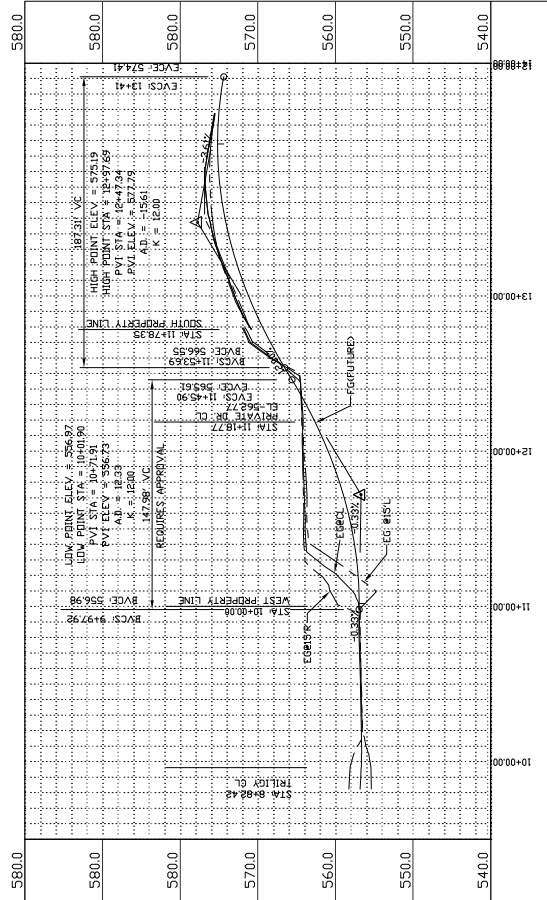 580.0
580.0
570.0
560.0
550.0
540.0
580.0
580.0
570.0
560.0
550.0
540.0
187.31' VC
HIGH POINT ELEV = 575.19
HIGH POINT STA = 12+97.69
PVI STA = 12+47.34
PVI ELEV = 577.79
A.D. = -15.61
K = 12.00
EVCS: 13+41
EVCE: 574.41
BVCS: 11+53.69
BVCE: 566.55
STA: 11+78.35
SOUTH PROPERTY LINE
-3.61%
LOW POINT ELEV = 556.97
LOW POINT STA = 10+01.90
PVI STA = 10+71.91
PVI ELEV = 556.73
A.D. = 12.33
K = 12.00
147.98' VC
REQUIRES APPROVAL
EVCS: 11+45.90
EVCE: 565.61
STA: 11+18.77
PRIVATE DR. CL
EL=562.77
BVCS: 9+97.92
BVCE: 556.98
STA: 10+00.00
WEST PROPERTY LINE
STA: 8+82.42
TRILIGY CL
FG(FUTURE)
EG@CL
EG @15'L
EG@15'R
-0.33%
-0.33%
13+00.00
12+00.00
11+00.00
10+00.00